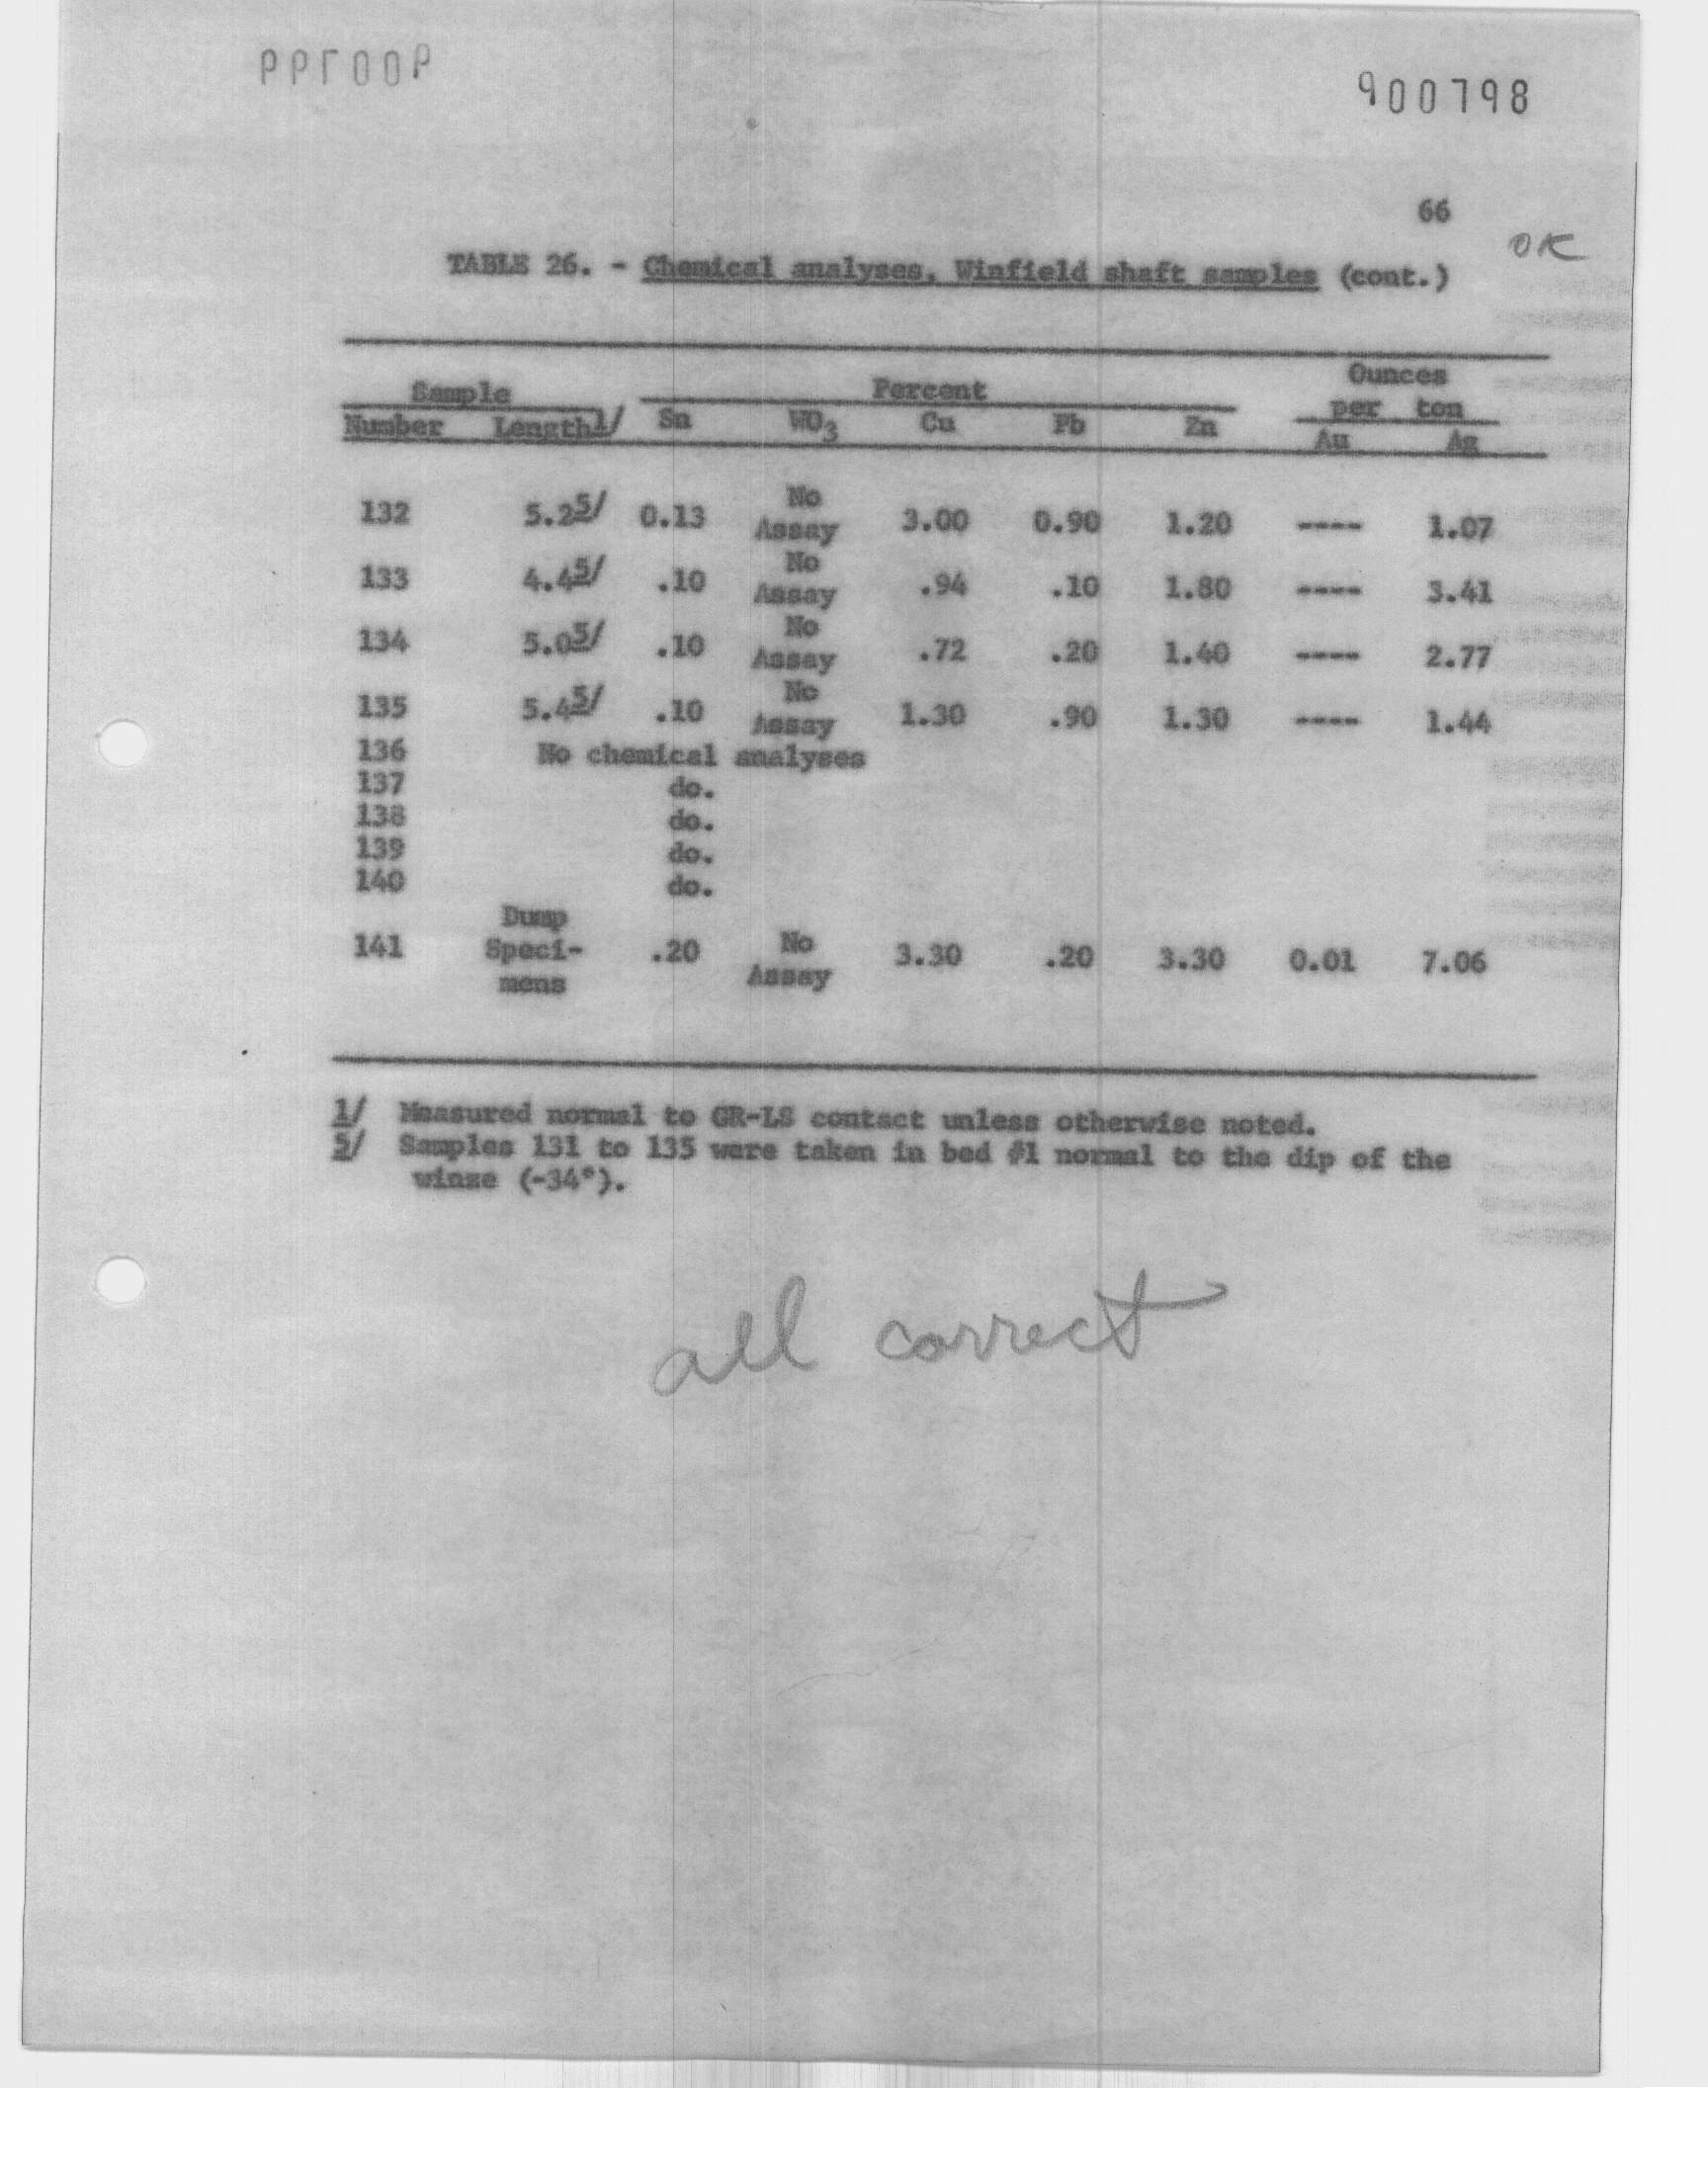 900798
66
OK
TABLE 26. - Chemical analyses, Winfield shaft samples (cont.)
Sample Percent Ounces per ton
Number Length1/ Sn WO3 Cu Pb Zn Au Ag
132 5.25/ 0.13 No Assay 3.00 0.90 1.20 ---- 1.07
133 4.45/ .10 No Assay .94 .10 1.80 ---- 3.41
134 5.05/ .10 No Assay .72 .20 1.40 ---- 2.77
135 5.45/ .10 No Assay 1.30 .90 1.30 ---- 1.44
136 No chemical analyses
137 do.
138 do.
139 do.
140 do.
141 Dump Speci-mens .20 No Assay 3.30 .20 3.30 0.01 7.06
1/ Measured normal to GR-LS contact unless otherwise noted.
5/ Samples 131 to 135 were taken in bed #1 normal to the dip of the
winze (-34°).
all correct